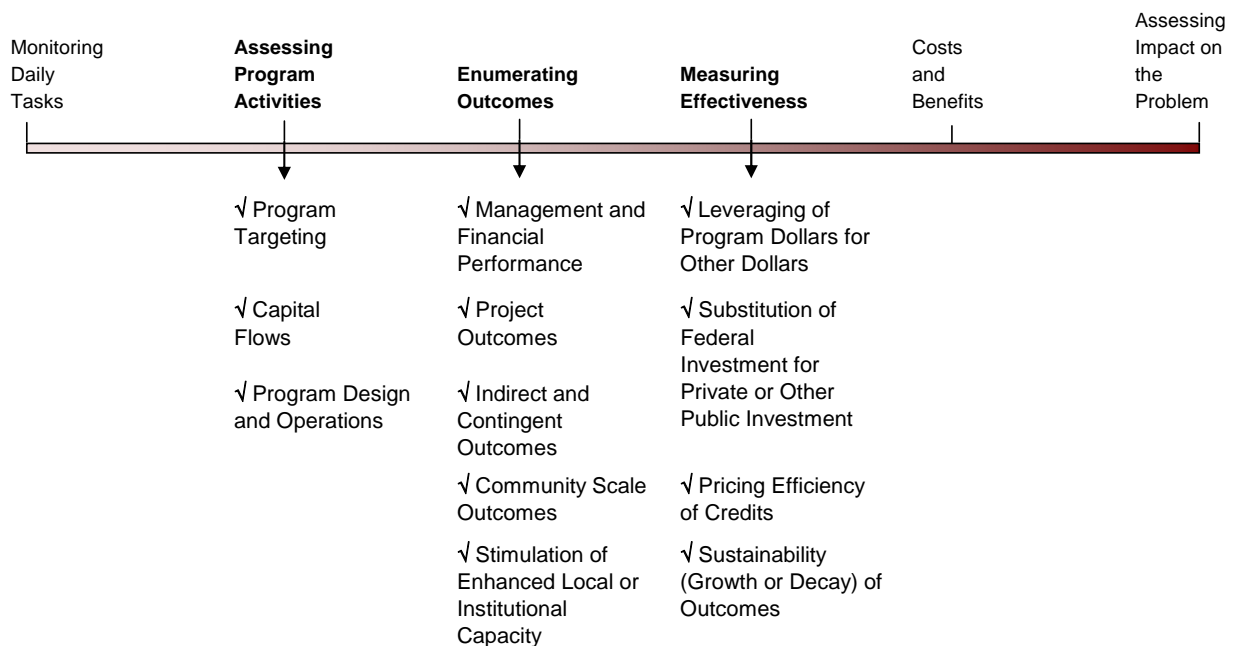 Monitoring
Daily
Tasks
Assessing
Program
Activities
Enumerating
Outcomes
Measuring
Effectiveness
Costs
and
Benefits
Assessing
Impact on
the
Problem
√ Program
Targeting
√ Capital
Flows
√ Program Design
and Operations
√ Management and
Financial
Performance
√ Project
Outcomes
√ Indirect and
Contingent
Outcomes
√ Community Scale
Outcomes
√ Stimulation of
Enhanced Local or
Institutional
Capacity
√ Leveraging of
Program Dollars for
Other Dollars
√ Substitution of
Federal
Investment for
Private or Other
Public Investment
√ Pricing Efficiency
of Credits
√ Sustainability
(Growth or Decay) of
Outcomes